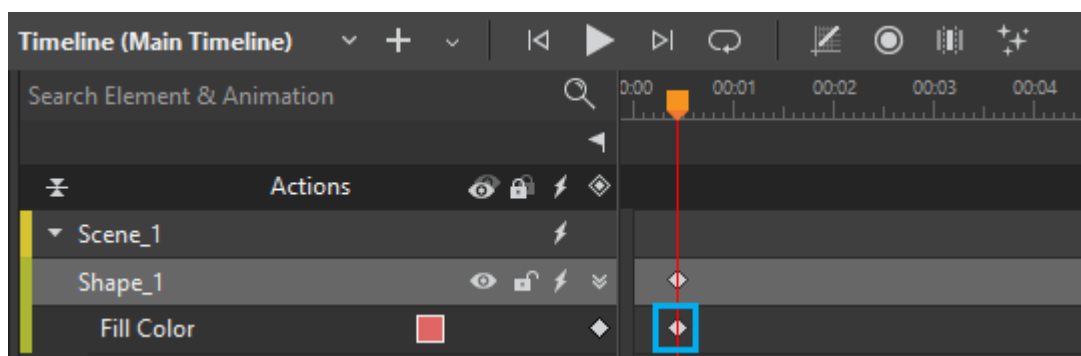 Timeline (Main Timeline)
Search Element & Animation
0:00 00:01 00:02 00:03 00:04
Actions
Scene_1
Shape_1
Fill Color